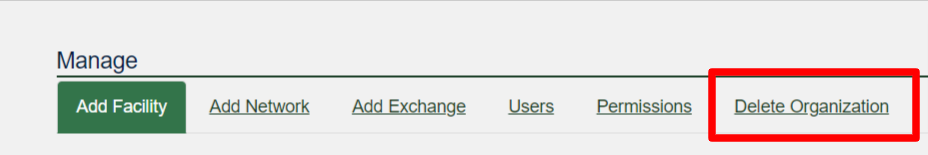 Manage
Add Facility Add Network Add Exchange Users Permissions Delete Organization